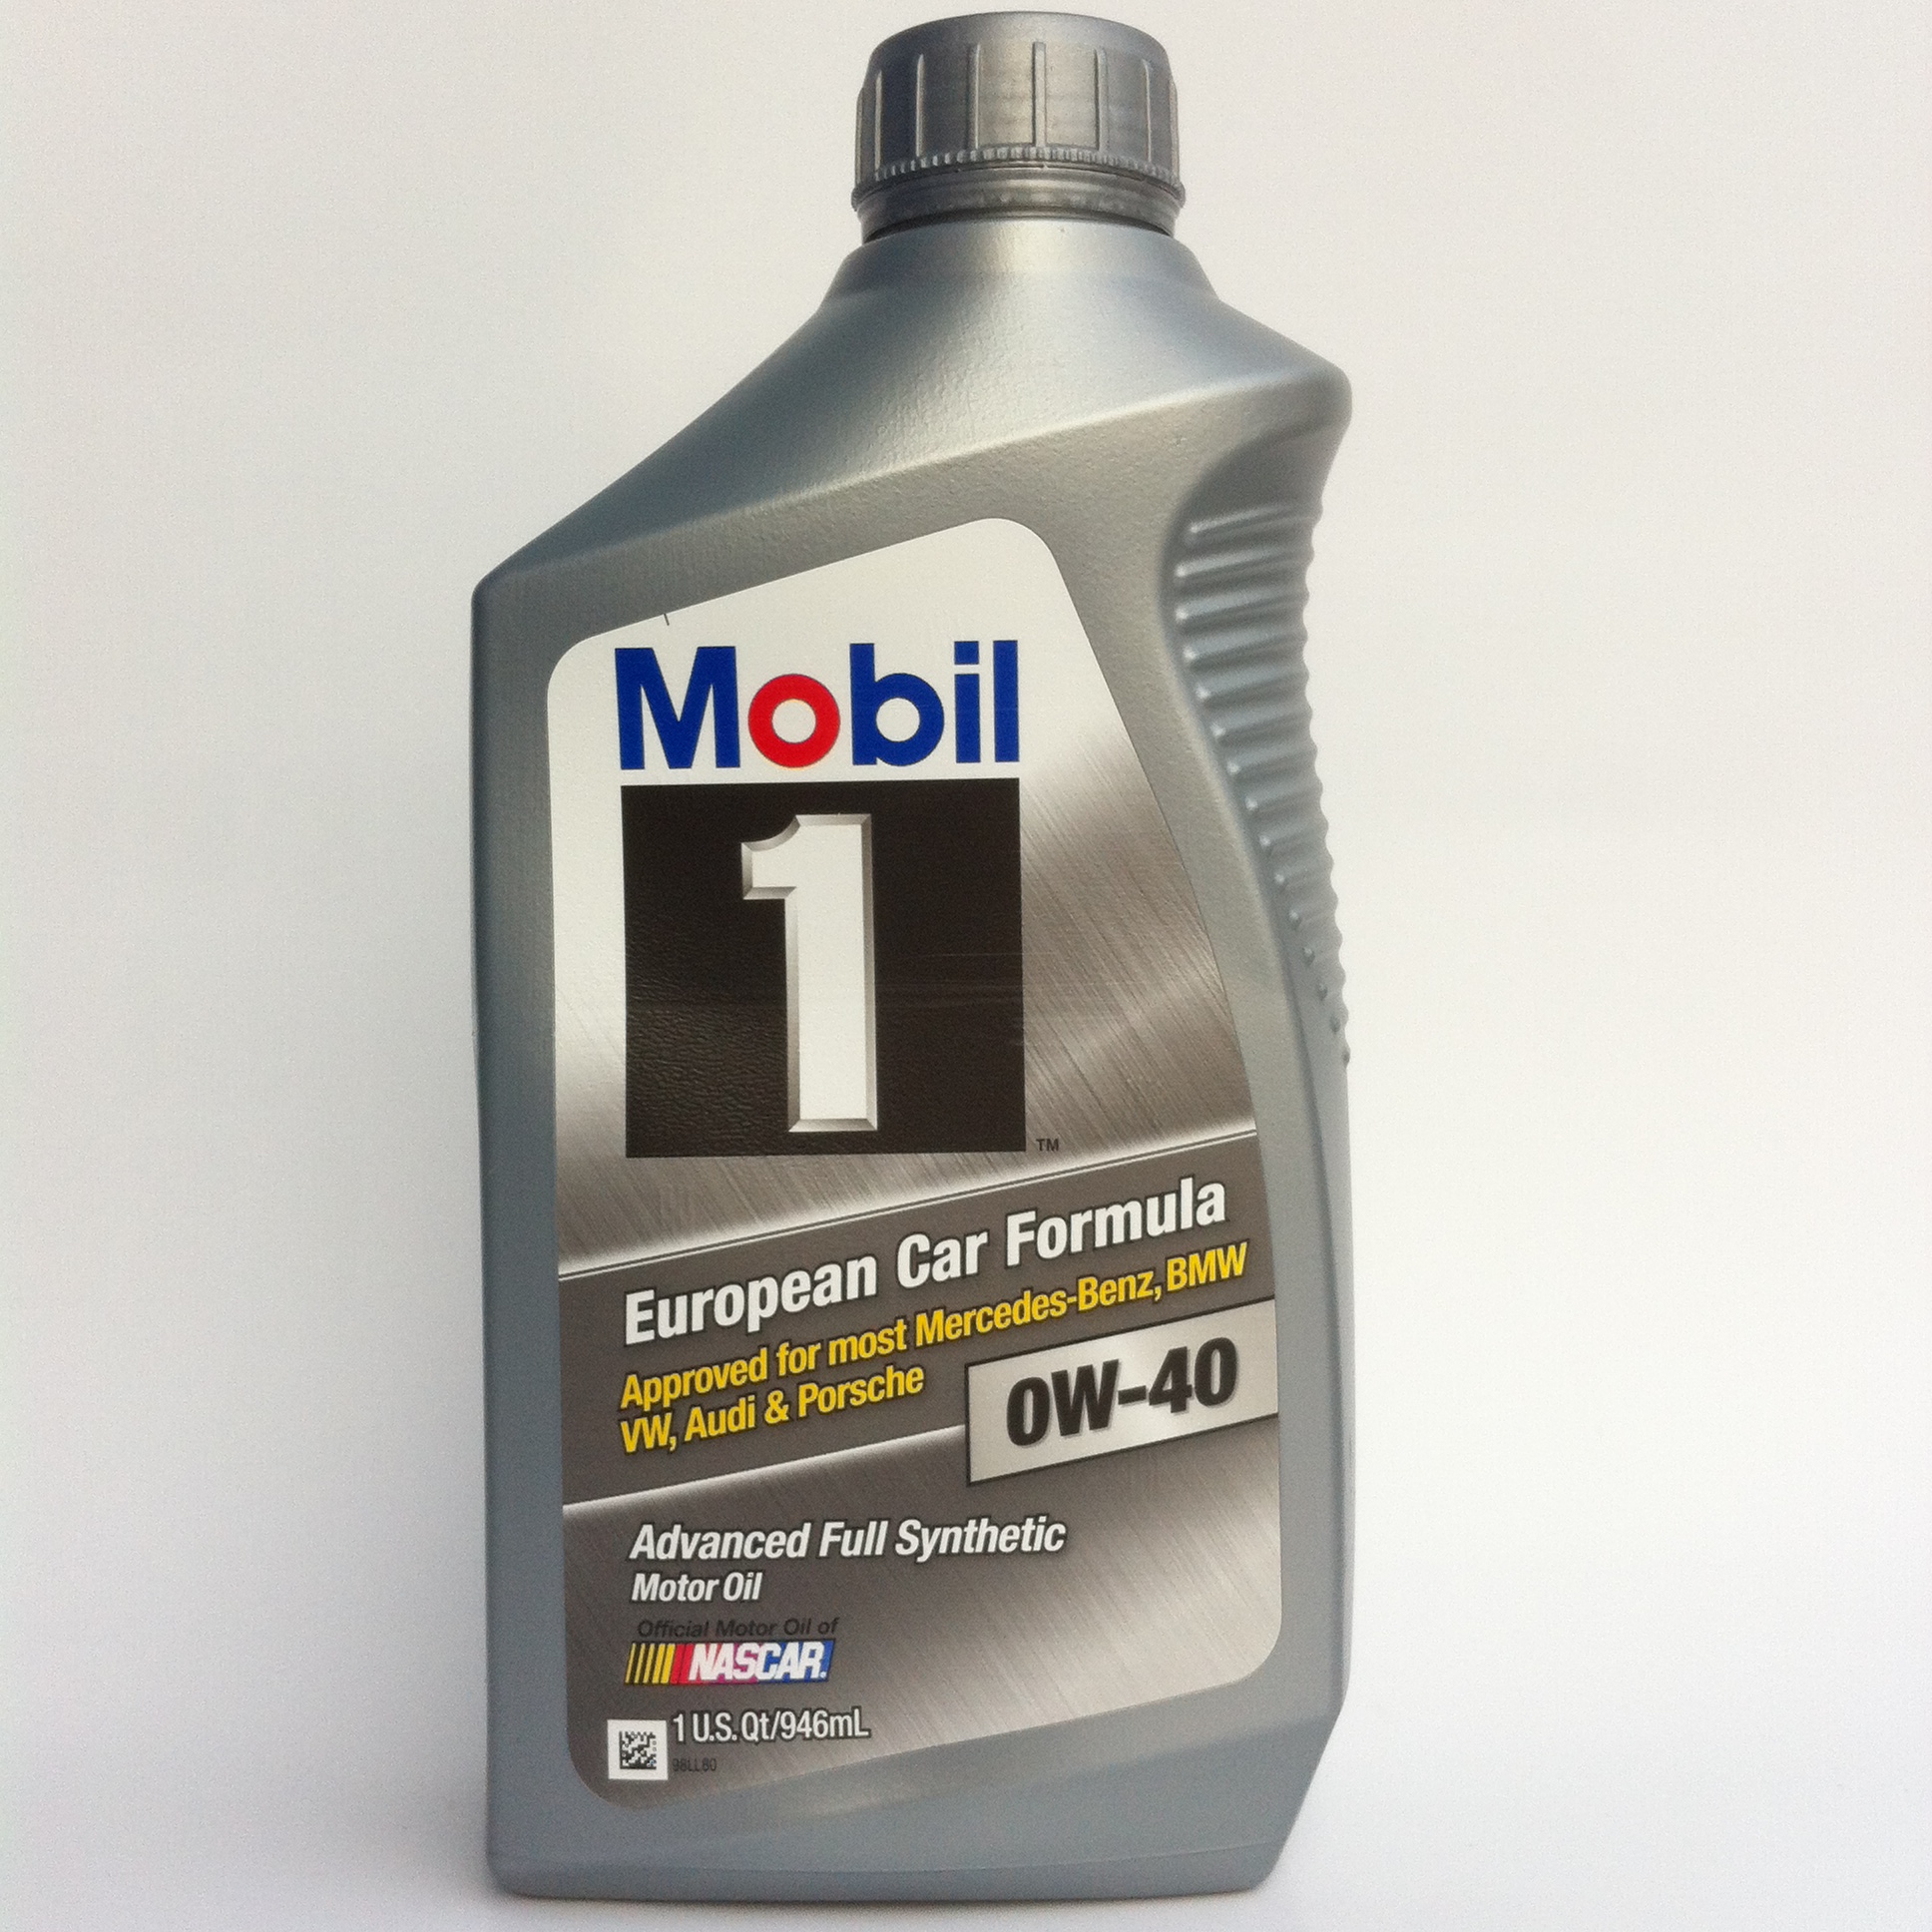 Mobil
1
TM
European Car Formula
Approved for most Mercedes-Benz, BMW
VW, Audi & Porsche
0W-40
Advanced Full Synthetic
Motor Oil
Official Motor Oil of
NASCAR.
1 U.S. Qt/946mL